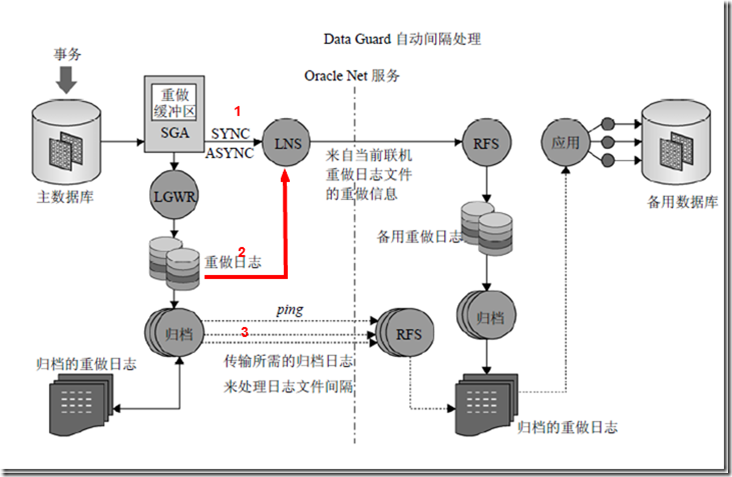 Data Guard 自动间隔处理
事务
Oracle Net 服务
重做
缓冲区
SGA
1
SYNC
ASYNC
LNS
RFS
应用
来自当前联机
重做日志文件
的重做信息
主数据库
LGWR
备用数据库
备用重做日志
2
重做日志
ping
3
归档
RFS
归档
传输所需的归档日志
来处理日志文件间隔
归档的重做日志
归档的重做日志